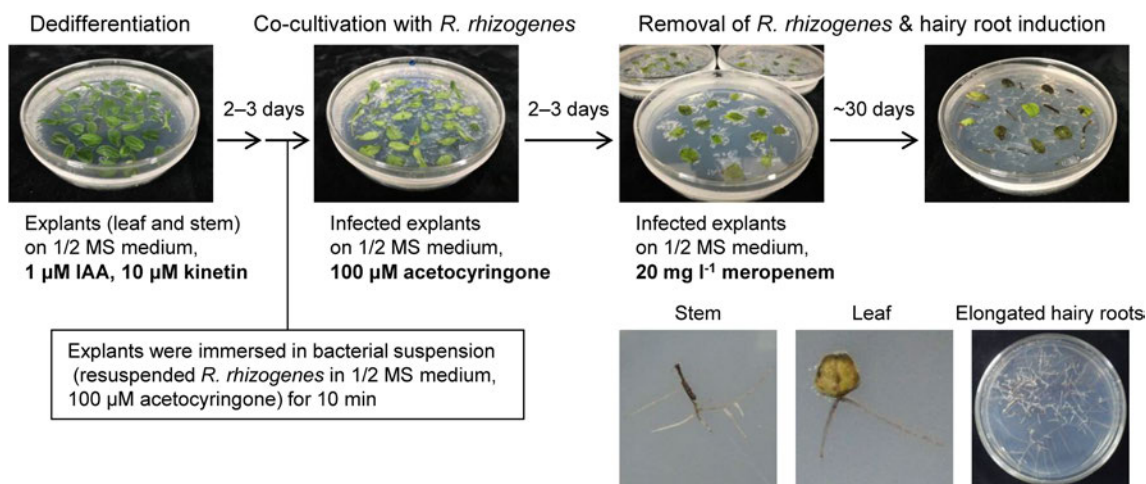 Dedifferentiation
Co-cultivation with R. rhizogenes
Removal of R. rhizogenes & hairy root induction
2–3 days
2–3 days
~30 days
Explants (leaf and stem)
on 1/2 MS medium,
1 µM IAA, 10 µM kinetin
Infected explants
on 1/2 MS medium,
100 µM acetocyringone
Infected explants
on 1/2 MS medium,
20 mg l⁻¹ meropenem
Explants were immersed in bacterial suspension
(resuspended R. rhizogenes in 1/2 MS medium,
100 µM acetocyringone) for 10 min
Stem
Leaf
Elongated hairy roots